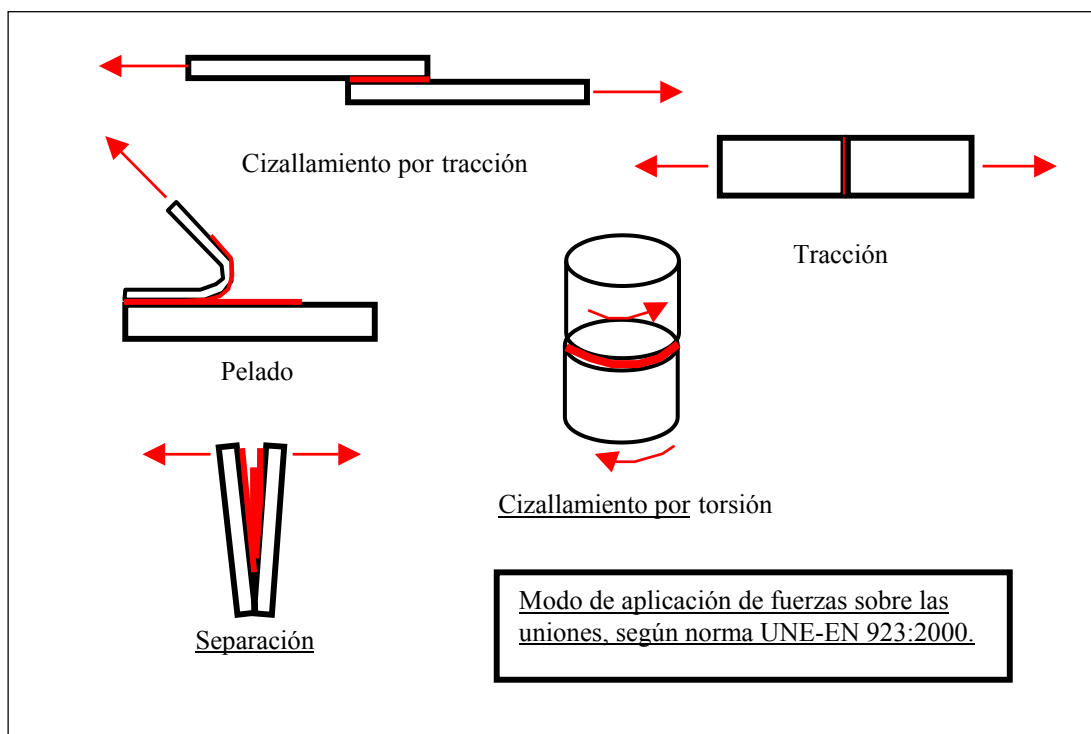 Cizallamiento por tracción
Tracción
Pelado
Cizallamiento por torsión
Separación
Modo de aplicación de fuerzas sobre las
uniones, según norma UNE-EN 923:2000.